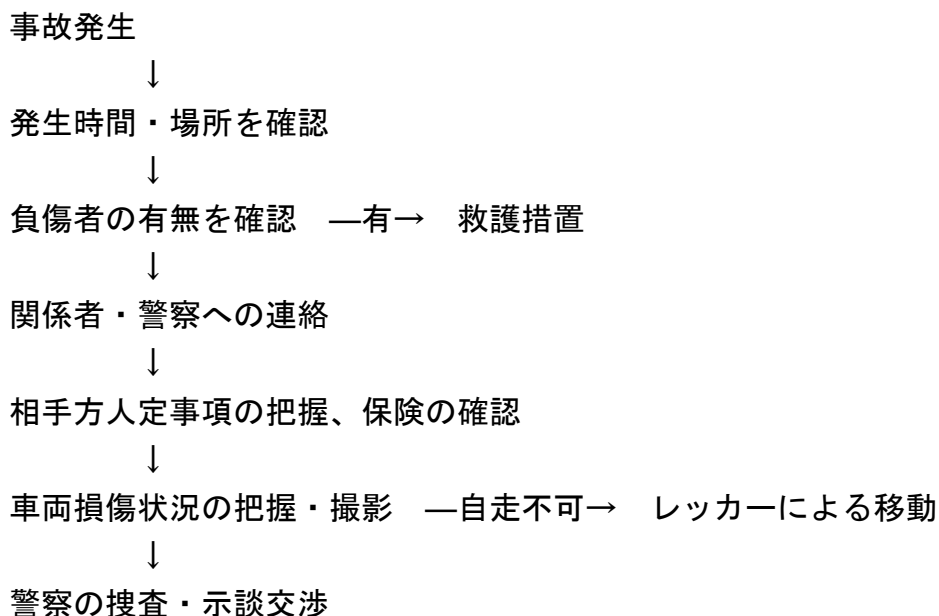 事故発生
↓
発生時間・場所を確認
↓
負傷者の有無を確認　―有→　救護措置
↓
関係者・警察への連絡
↓
相手方人定事項の把握、保険の確認
↓
車両損傷状況の把握・撮影　―自走不可→　レッカーによる移動
↓
警察の捜査・示談交渉